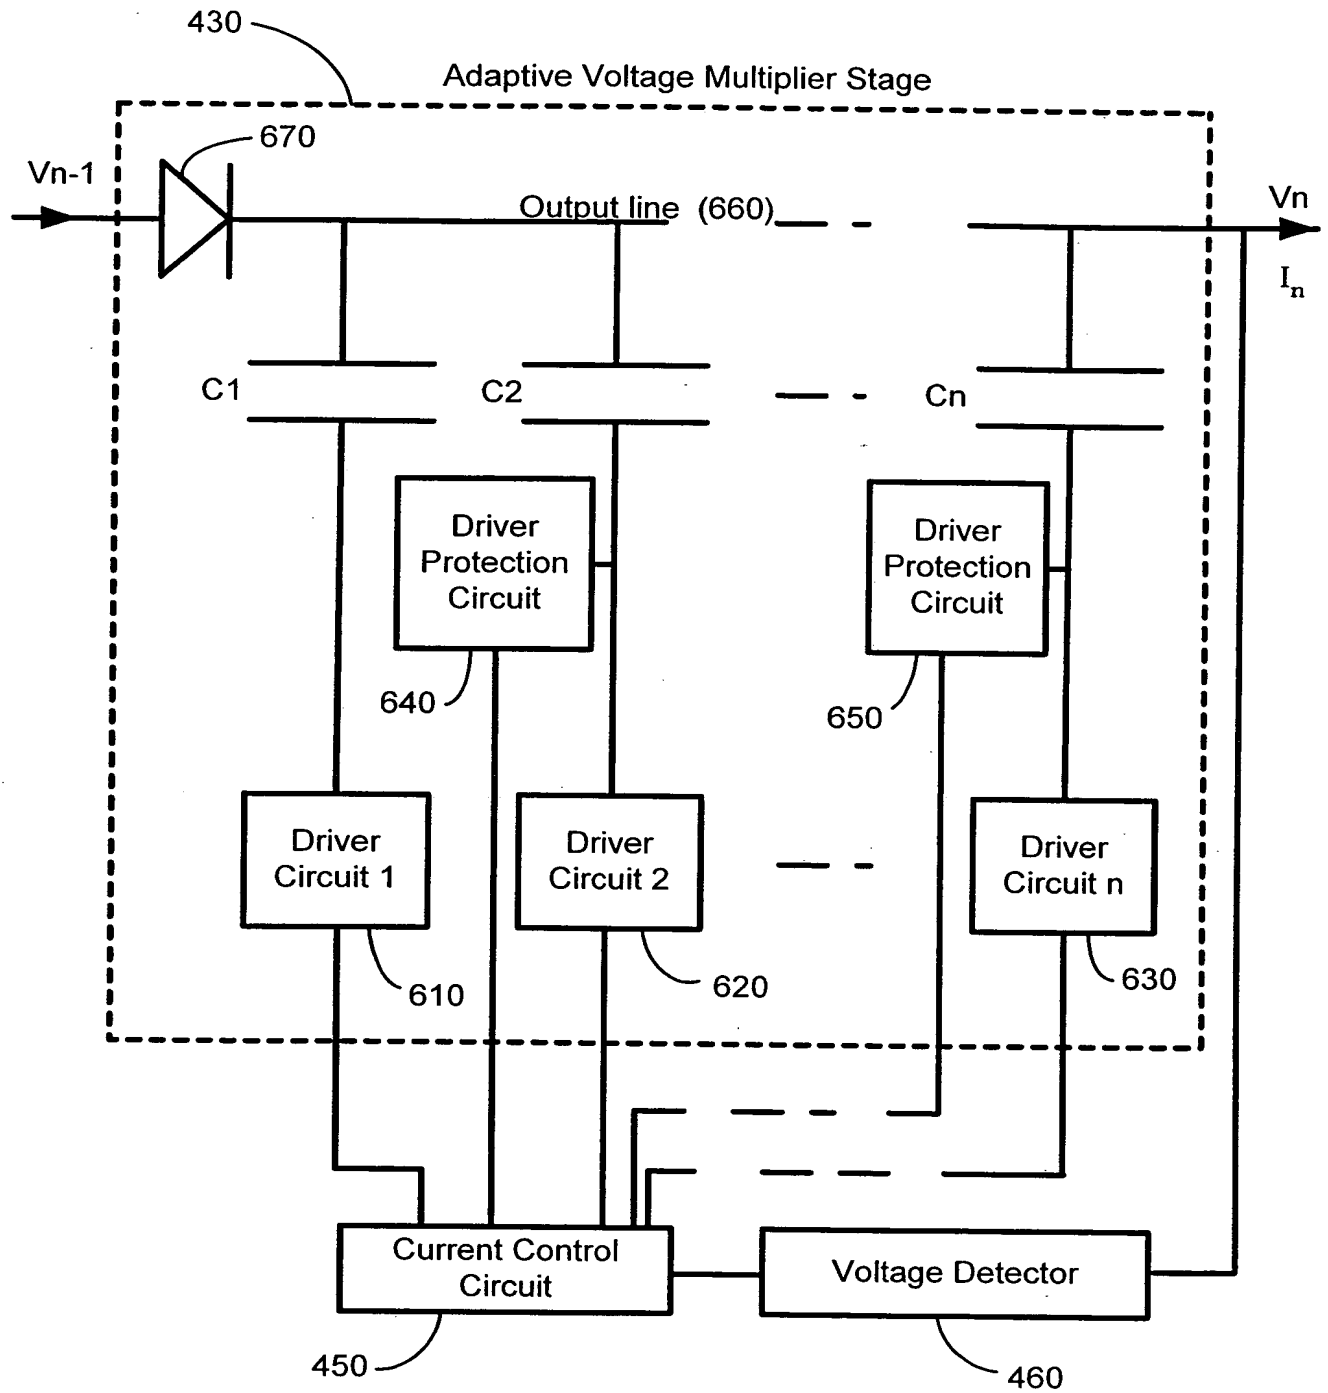 430
Adaptive Voltage Multiplier Stage
670
Vn-1
Output line (660)
Vn
In
C1
C2
Cn
Driver
Protection
Circuit
Driver
Protection
Circuit
640
650
Driver
Circuit 1
Driver
Circuit 2
Driver
Circuit n
610
620
630
Current Control
Circuit
Voltage Detector
450
460